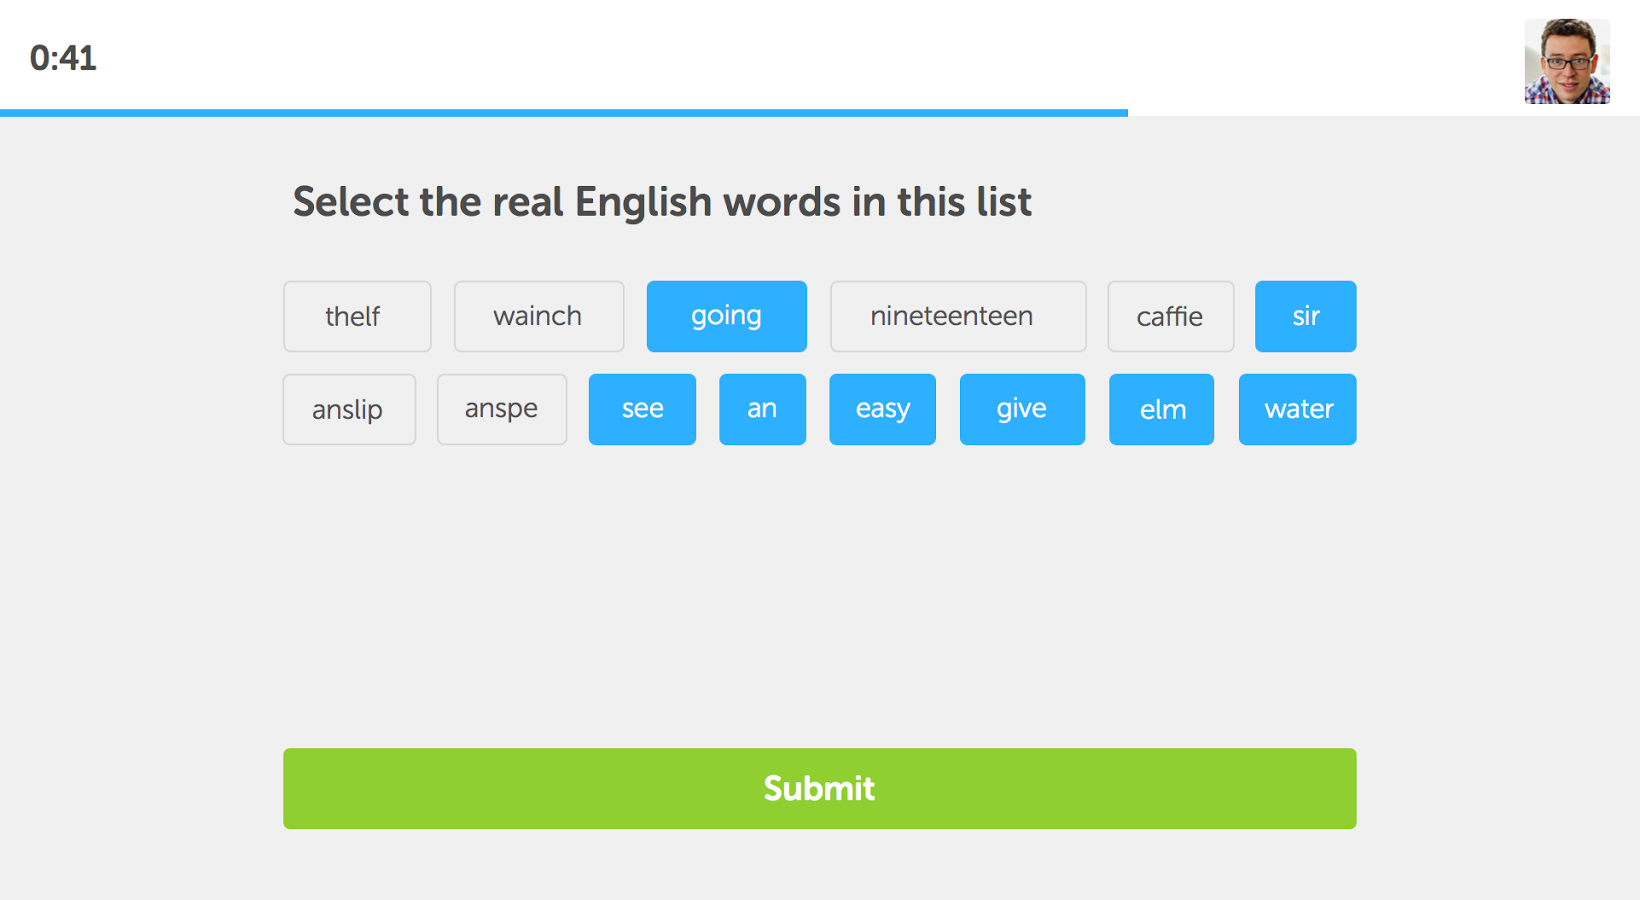 0:41
Select the real English words in this list
thelf wainch going nineteenteen caffie sir
anslip anspe see an easy give elm water
Submit